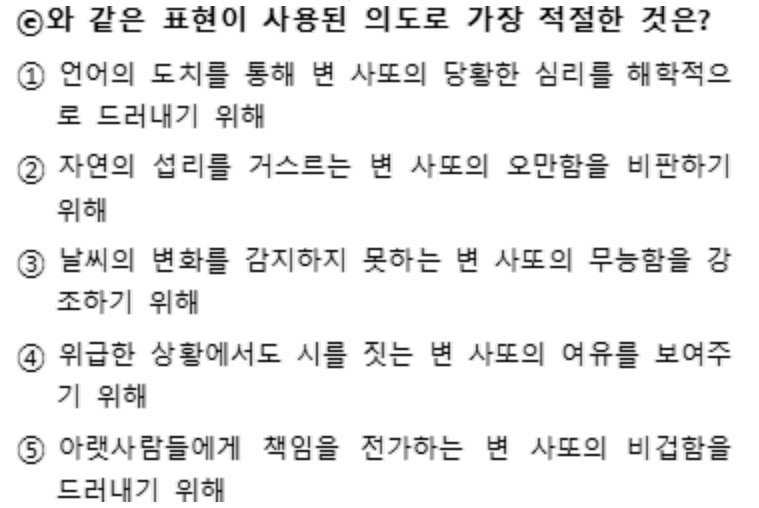 ⓒ와 같은 표현이 사용된 의도로 가장 적절한 것은?
① 언어의 도치를 통해 변 사또의 당황한 심리를 해학적으
로 드러내기 위해
② 자연의 섭리를 거스르는 변 사또의 오만함을 비판하기
위해
③ 날씨의 변화를 감지하지 못하는 변 사또의 무능함을 강
조하기 위해
④ 위급한 상황에서도 시를 짓는 변 사또의 여유를 보여주
기 위해
⑤ 아랫사람들에게 책임을 전가하는 변 사또의 비겁함을
드러내기 위해